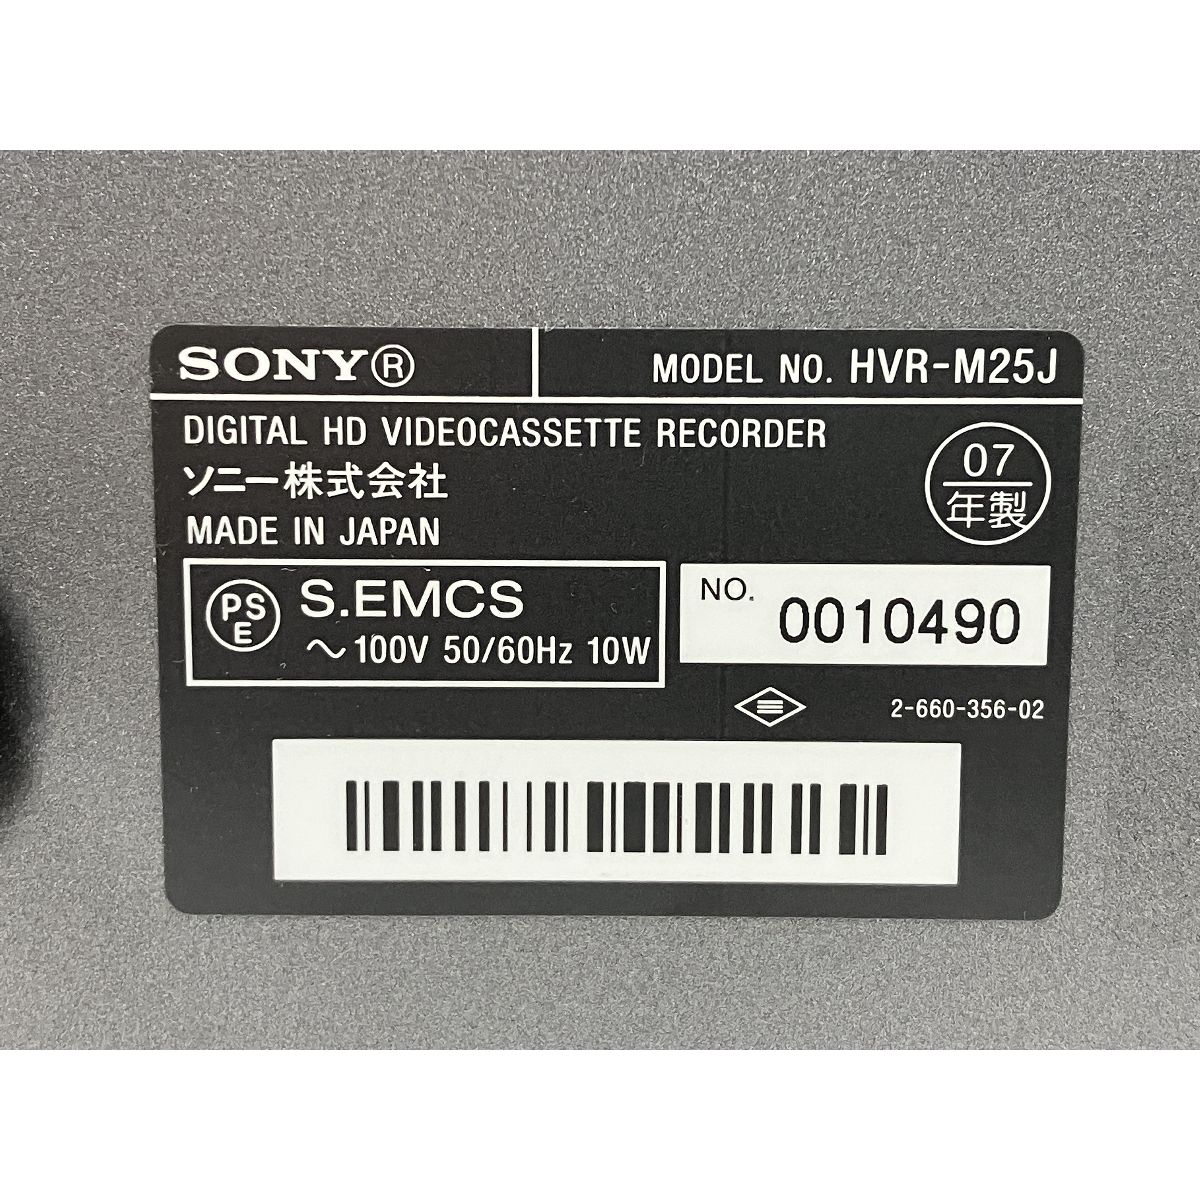 SONY® MODEL NO. HVR-M25J
DIGITAL HD VIDEOCASSETTE RECORDER
ソニー株式会社
MADE IN JAPAN
07
年製
PS
E
S.EMCS
～100V 50/60Hz 10W
NO. 0010490
2-660-356-02